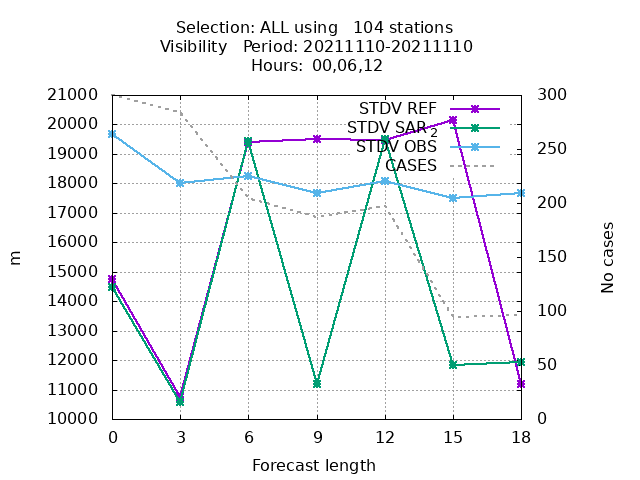 Selection: ALL using   104 stations
Visibility   Period: 20211110-20211110
Hours: 00,06,12
21000
20000
19000
18000
17000
16000
15000
14000
13000
12000
11000
10000
m
STDV REF
STDV SAR2
STDV OBS
CASES
300
250
200
150
100
50
0
No cases
0 3 6 9 12 15 18
Forecast length